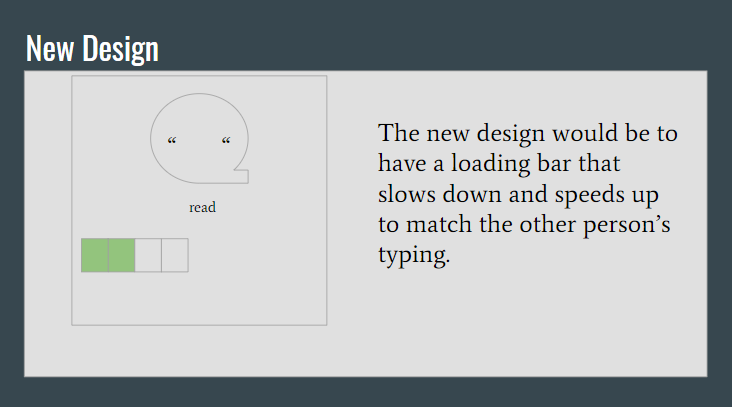 New Design
“ “
read
The new design would be to
have a loading bar that
slows down and speeds up
to match the other person’s
typing.